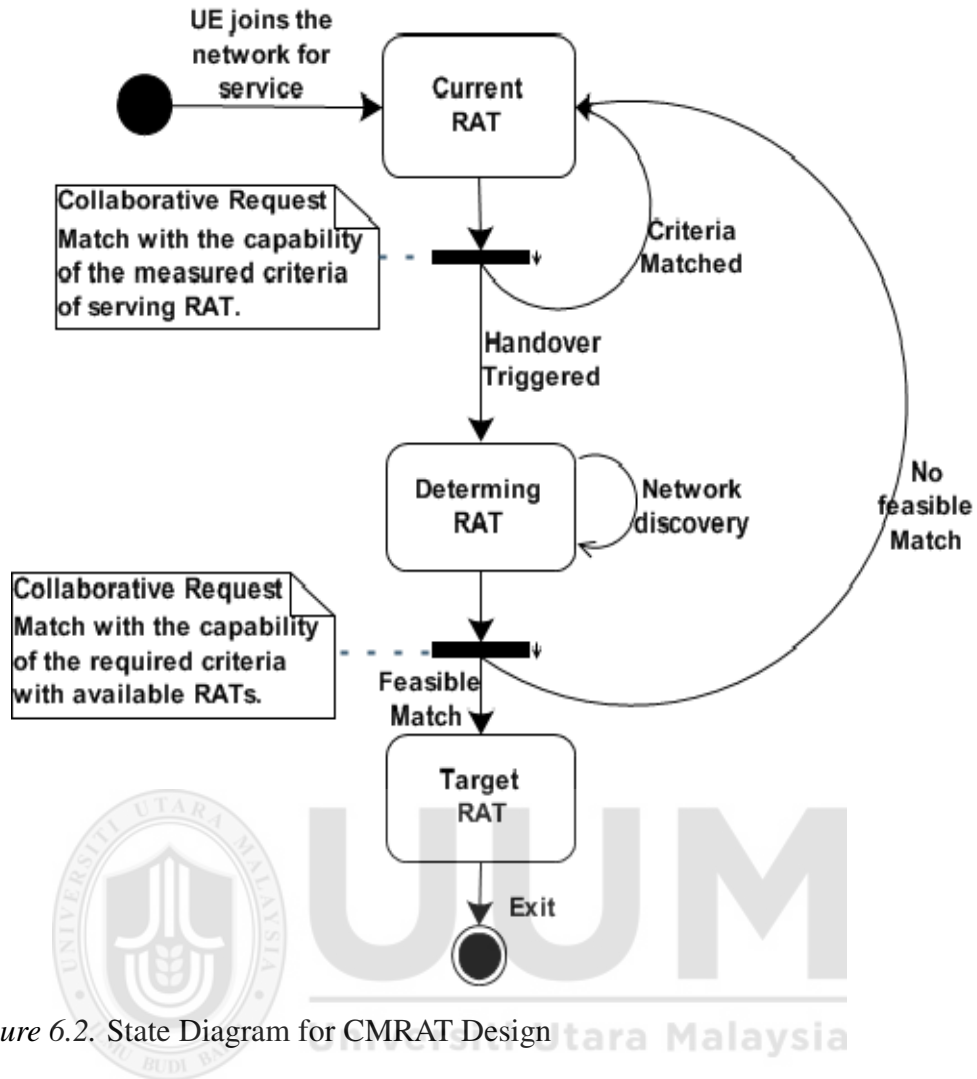 UE joins the
network for
service
Current
RAT
Collaborative Request
Match with the capability
of the measured criteria
of serving RAT.
Criteria
Matched
Handover
Triggered
Determing
RAT
Network
discovery
No
feasible
Match
Collaborative Request
Match with the capability
of the required criteria
with available RATs.
Feasible
Match
Target
RAT
Exit
UNIVERSITI UTARA MALAYSIA
UUM
ure 6.2. State Diagram for CMRAT Design
Universiti Utara Malaysia